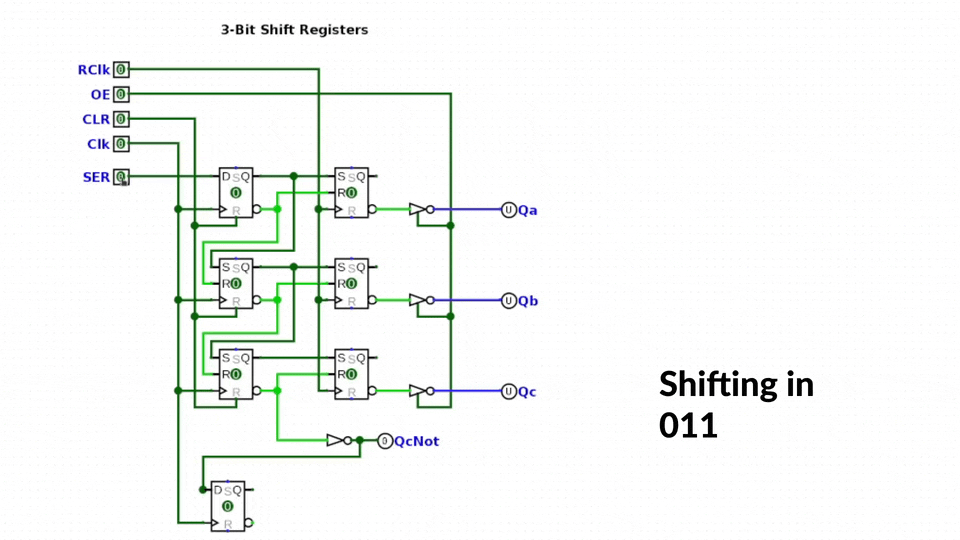 3-Bit Shift Registers
RClk 0
OE 0
CLR 0
Clk 0
SER 0
D S Q
0
R
S S Q
R 0
R
U Qa
S S Q
R 0
R
S S Q
R 0
R
U Qb
S S Q
R 0
R
S S Q
R 0
R
U Qc
Shifting in
011
0 QcNot
D S Q
0
R